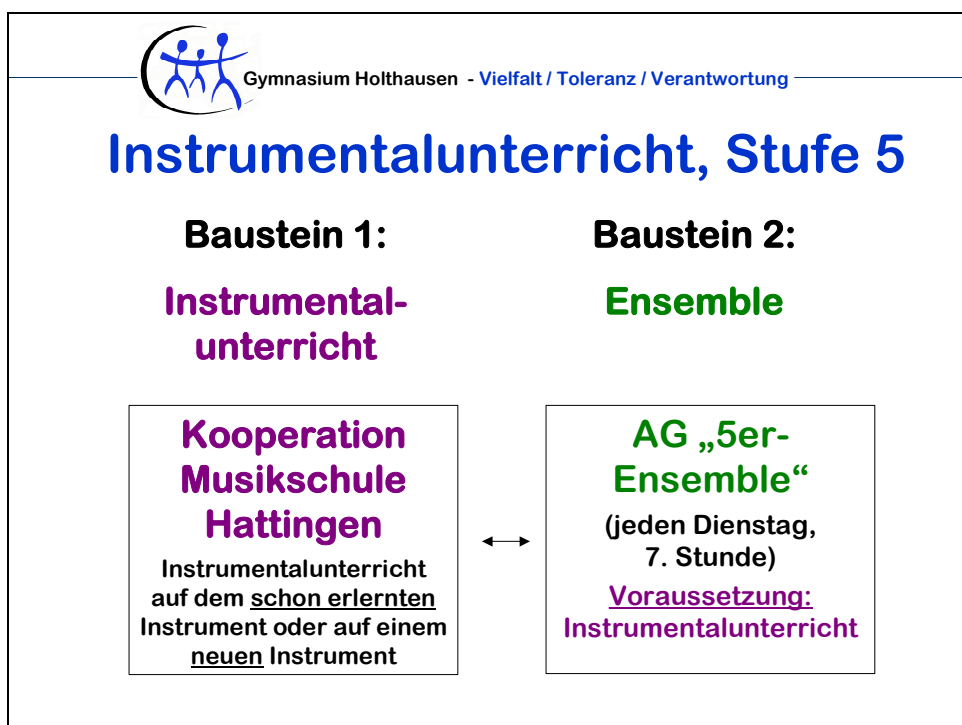 Gymnasium Holthausen - Vielfalt / Toleranz / Verantwortung
Instrumentalunterricht, Stufe 5
Baustein 1:
Instrumental-
unterricht
Kooperation
Musikschule
Hattingen
Instrumentalunterricht
auf dem schon erlernten
Instrument oder auf einem
neuen Instrument
Baustein 2:
Ensemble
AG „5er-
Ensemble“
(jeden Dienstag,
7. Stunde)
Voraussetzung:
Instrumentalunterricht